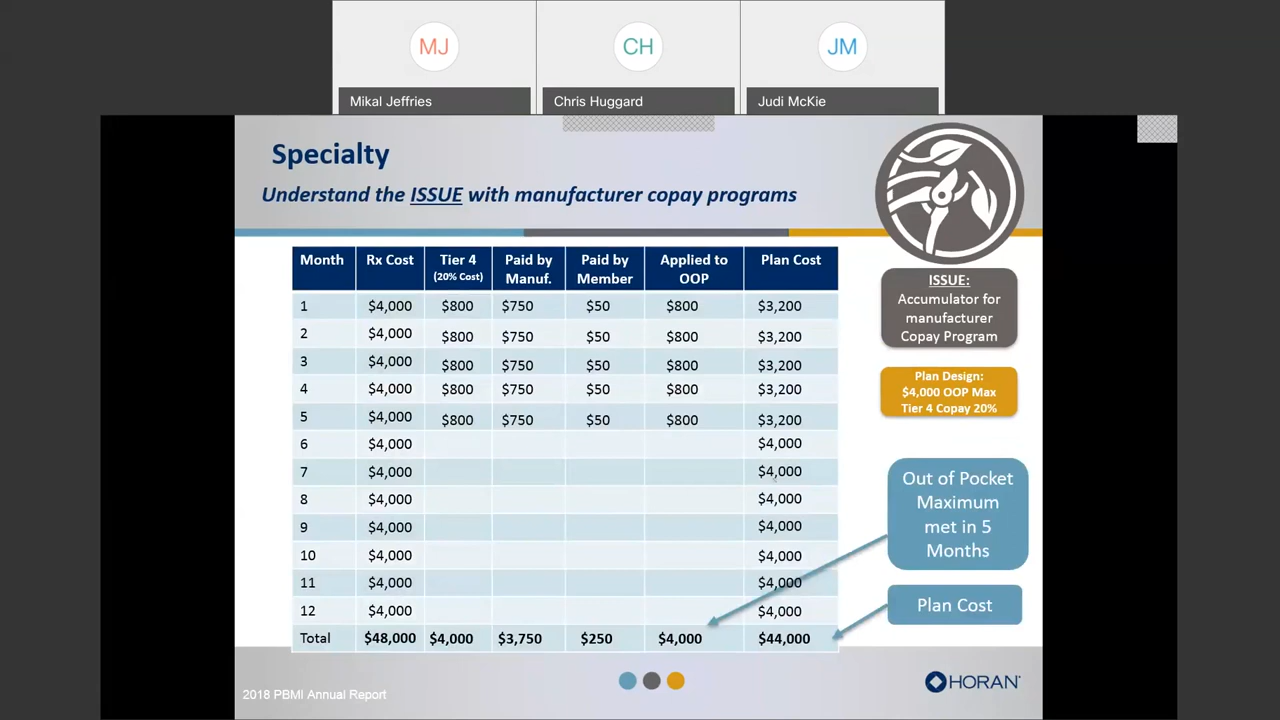 MJ
CH
JM
Mikal Jeffries
Chris Huggard
Judi McKie
Specialty
Understand the ISSUE with manufacturer copay programs
Month Rx Cost Tier 4 (20% Cost) Paid by Manuf. Paid by Member Applied to OOP Plan Cost
1 $4,000 $800 $750 $50 $800 $3,200
2 $4,000 $800 $750 $50 $800 $3,200
3 $4,000 $800 $750 $50 $800 $3,200
4 $4,000 $800 $750 $50 $800 $3,200
5 $4,000 $800 $750 $50 $800 $3,200
6 $4,000 $4,000
7 $4,000 $4,000
8 $4,000 $4,000
9 $4,000 $4,000
10 $4,000 $4,000
11 $4,000 $4,000
12 $4,000 $4,000
Total $48,000 $4,000 $3,750 $250 $4,000 $44,000
ISSUE:
Accumulator for
manufacturer
Copay Program
Plan Design:
$4,000 OOP Max
Tier 4 Copay 20%
Out of Pocket
Maximum
met in 5
Months
Plan Cost
2018 PBMI Annual Report
HORAN